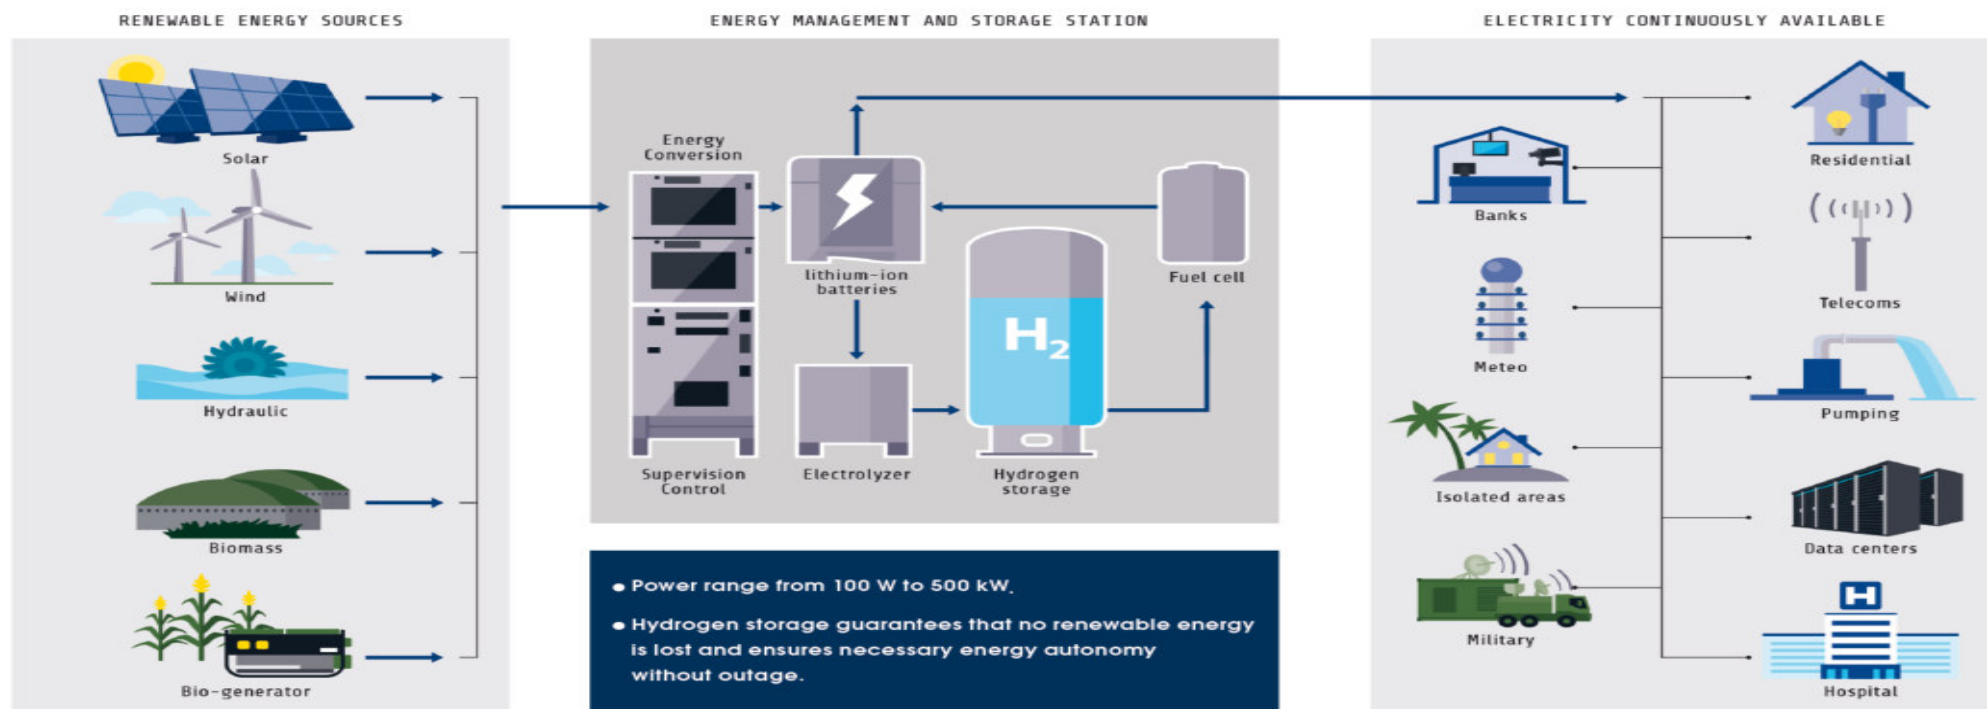 RENEWABLE ENERGY SOURCES
Solar
Wind
Hydraulic
Biomass
Bio-generator
ENERGY MANAGEMENT AND STORAGE STATION
Energy
Conversion
lithium-ion
batteries
Fuel cell
H2
Supervision
Control
Electrolyzer
Hydrogen
storage
● Power range from 100 W to 500 kW.
● Hydrogen storage guarantees that no renewable energy
is lost and ensures necessary energy autonomy
without outage.
ELECTRICITY CONTINUOUSLY AVAILABLE
Residential
Banks
Telecoms
Meteo
Pumping
Isolated areas
Data centers
Military
H
Hospital